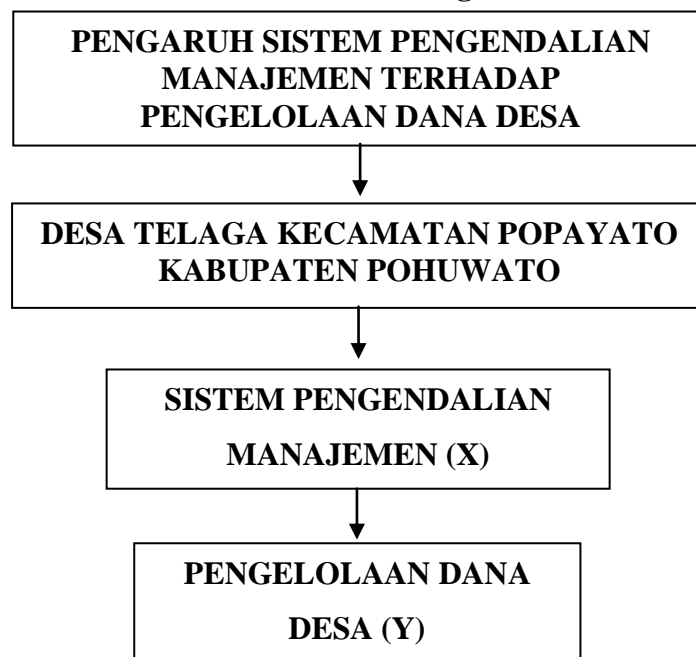 PENGARUH SISTEM PENGENDALIAN
MANAJEMEN TERHADAP
PENGELOLAAN DANA DESA
DESA TELAGA KECAMATAN POPAYATO
KABUPATEN POHUWATO
SISTEM PENGENDALIAN
MANAJEMEN (X)
PENGELOLAAN DANA
DESA (Y)